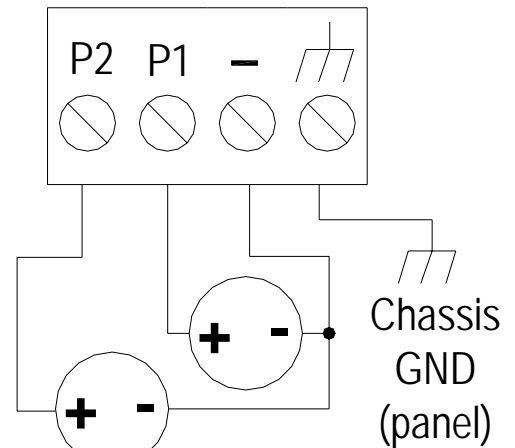 P2 P1 -
+ -
+ -
Chassis
GND
(panel)